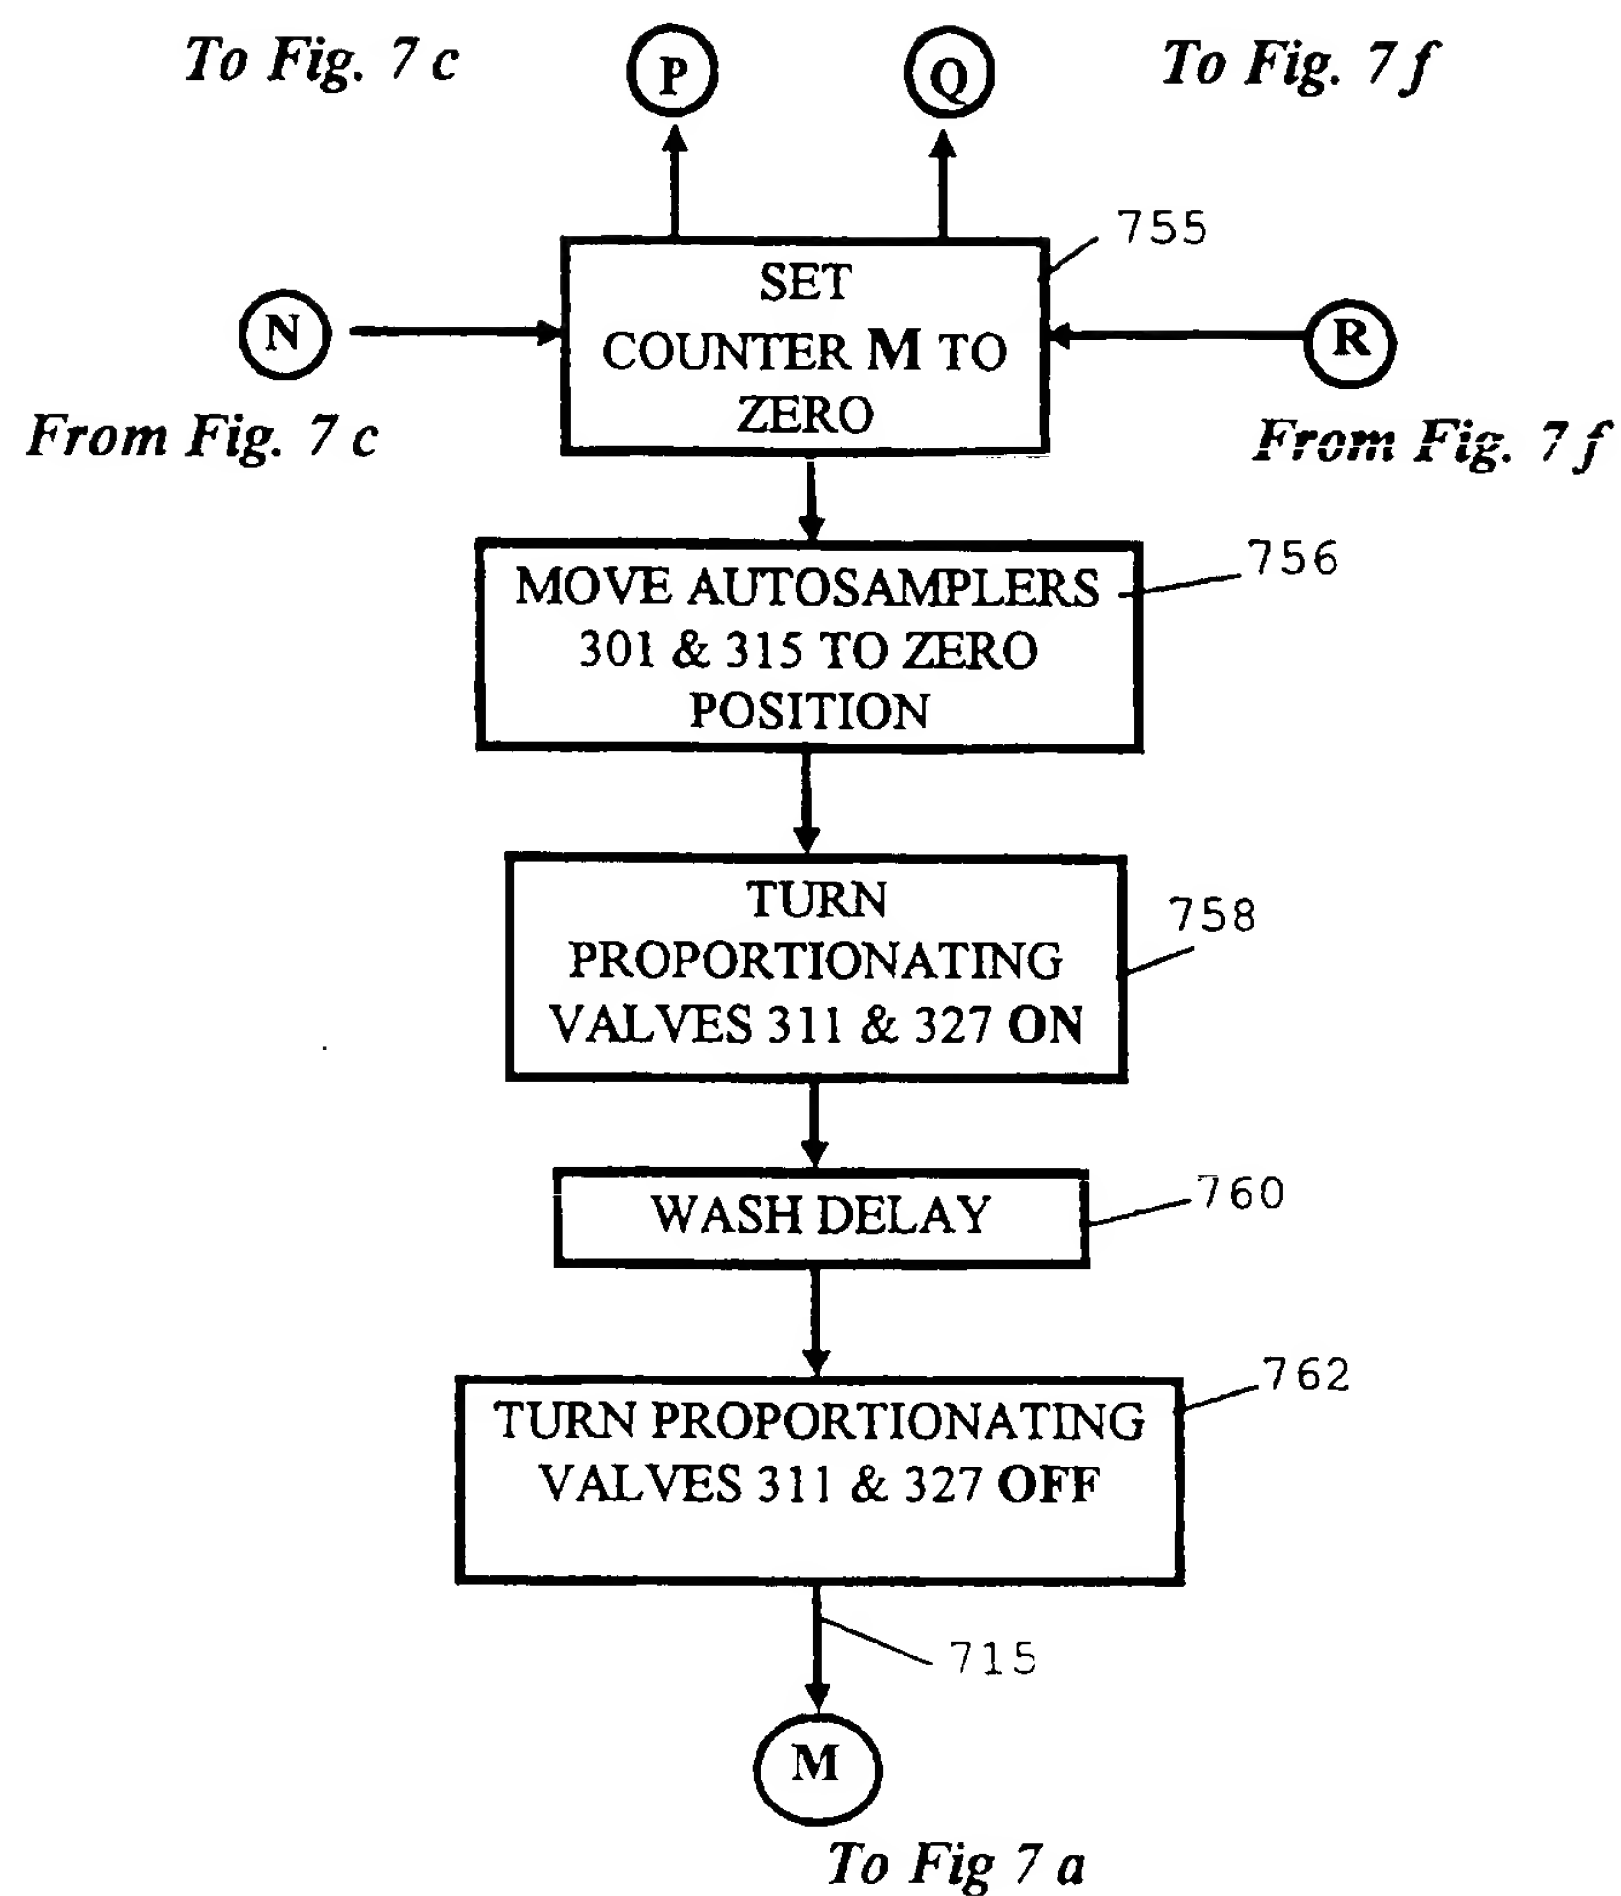 To Fig. 7 c
P
Q
To Fig. 7 f
755
SET
COUNTER M TO
ZERO
N
R
From Fig. 7 c
From Fig. 7 f
756
MOVE AUTOSAMPLERS
301 & 315 TO ZERO
POSITION
758
TURN
PROPORTIONATING
VALVES 311 & 327 ON
760
WASH DELAY
762
TURN PROPORTIONATING
VALVES 311 & 327 OFF
715
M
To Fig 7 a